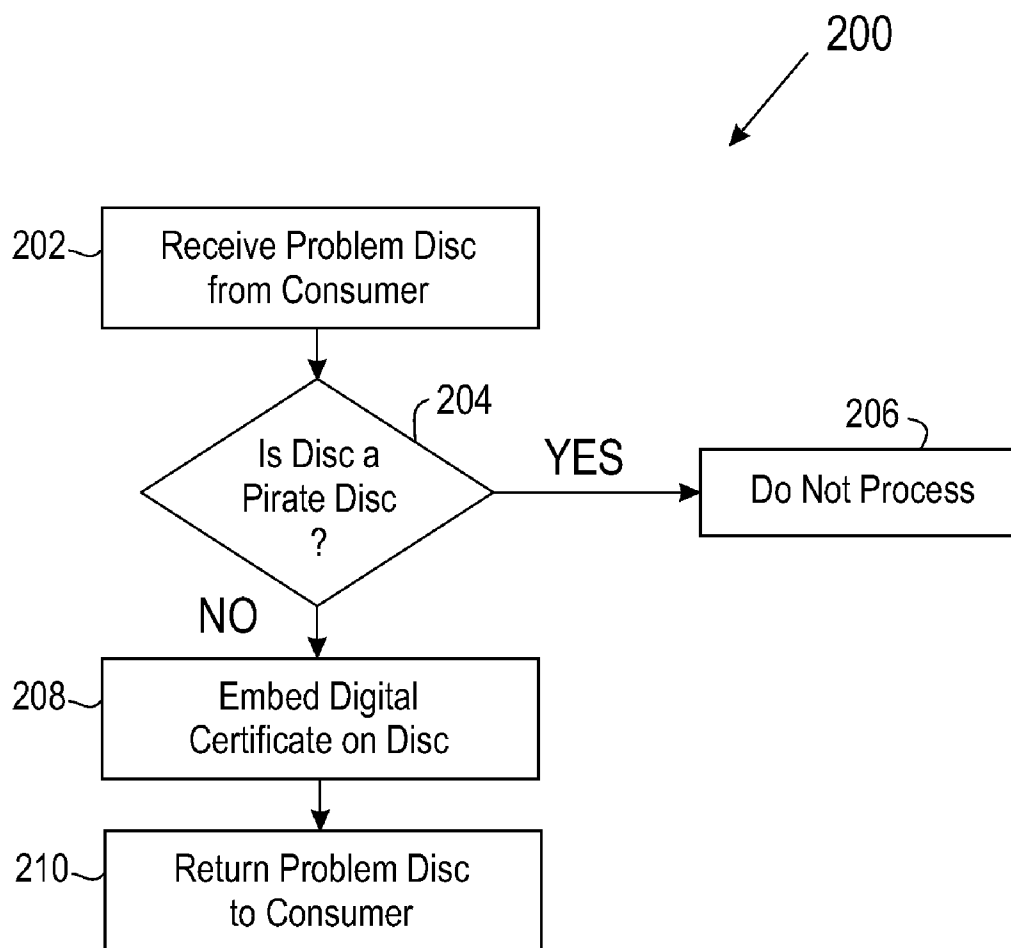 200
202
Receive Problem Disc
from Consumer
204
Is Disc a
Pirate Disc
?
YES
206
Do Not Process
NO
208
Embed Digital
Certificate on Disc
210
Return Problem Disc
to Consumer